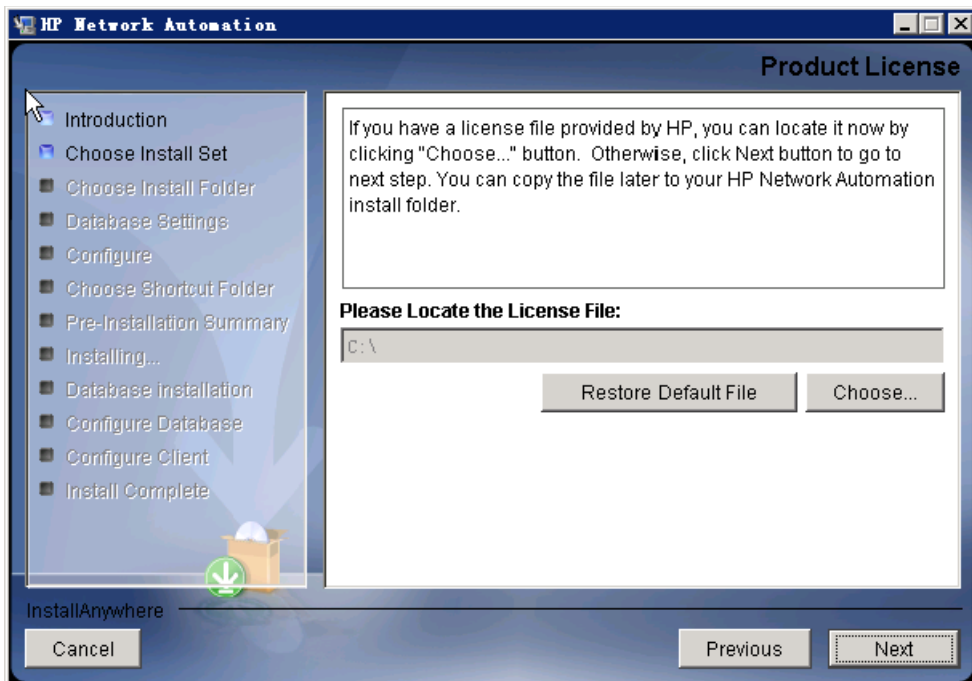 HP Network Automation
Product License
Introduction
Choose Install Set
Choose Install Folder
Database Settings
Configure
Choose Shortcut Folder
Pre-Installation Summary
Installing...
Database installation
Configure Database
Configure Client
Install Complete
If you have a license file provided by HP, you can locate it now by
clicking "Choose..." button.  Otherwise, click Next button to go to
next step. You can copy the file later to your HP Network Automation
install folder.
Please Locate the License File:
C:\
Restore Default File
Choose...
InstallAnywhere
Cancel
Previous
Next